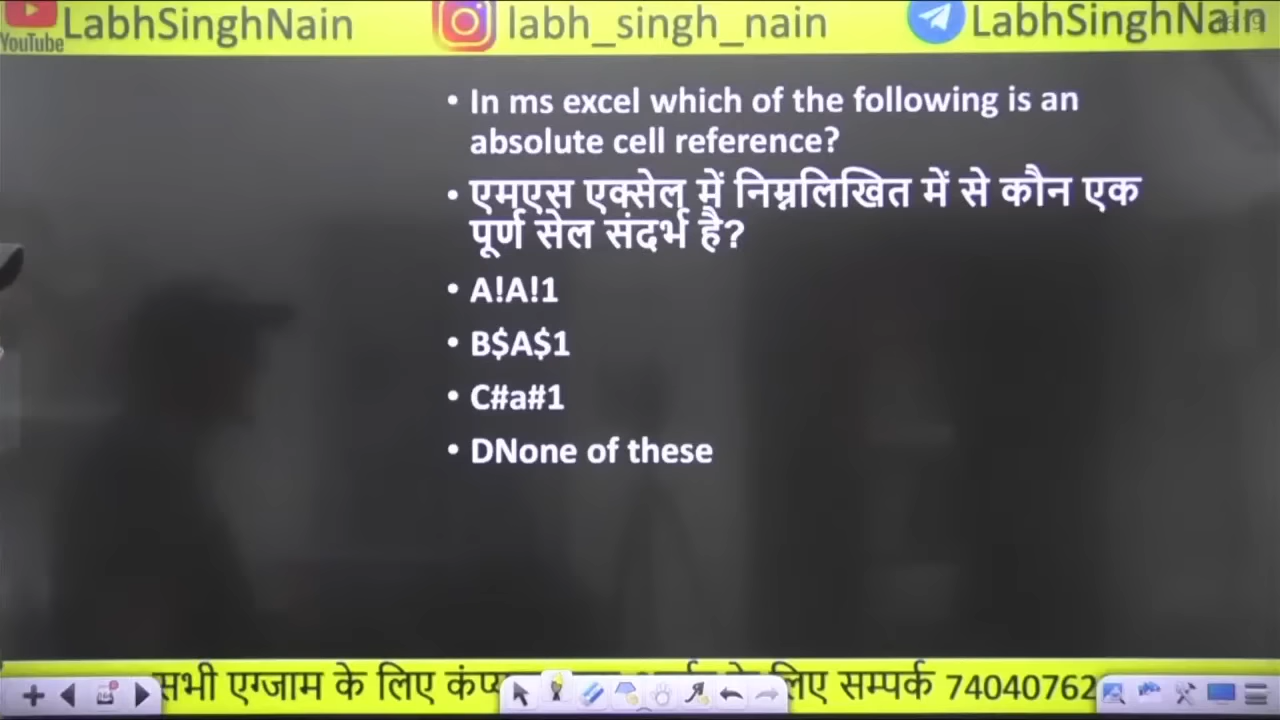 YouTube LabhSinghNain labh_singh_nain LabhSinghNain
• In ms excel which of the following is an
absolute cell reference?
• एमएस एक्सेल में निम्नलिखित में से कौन एक
पूर्ण सेल संदर्भ है?
• A!A!1
• B$A$1
• C#a#1
• DNone of these
सभी एग्जाम के लिए लिए सम्पर्क 74040762